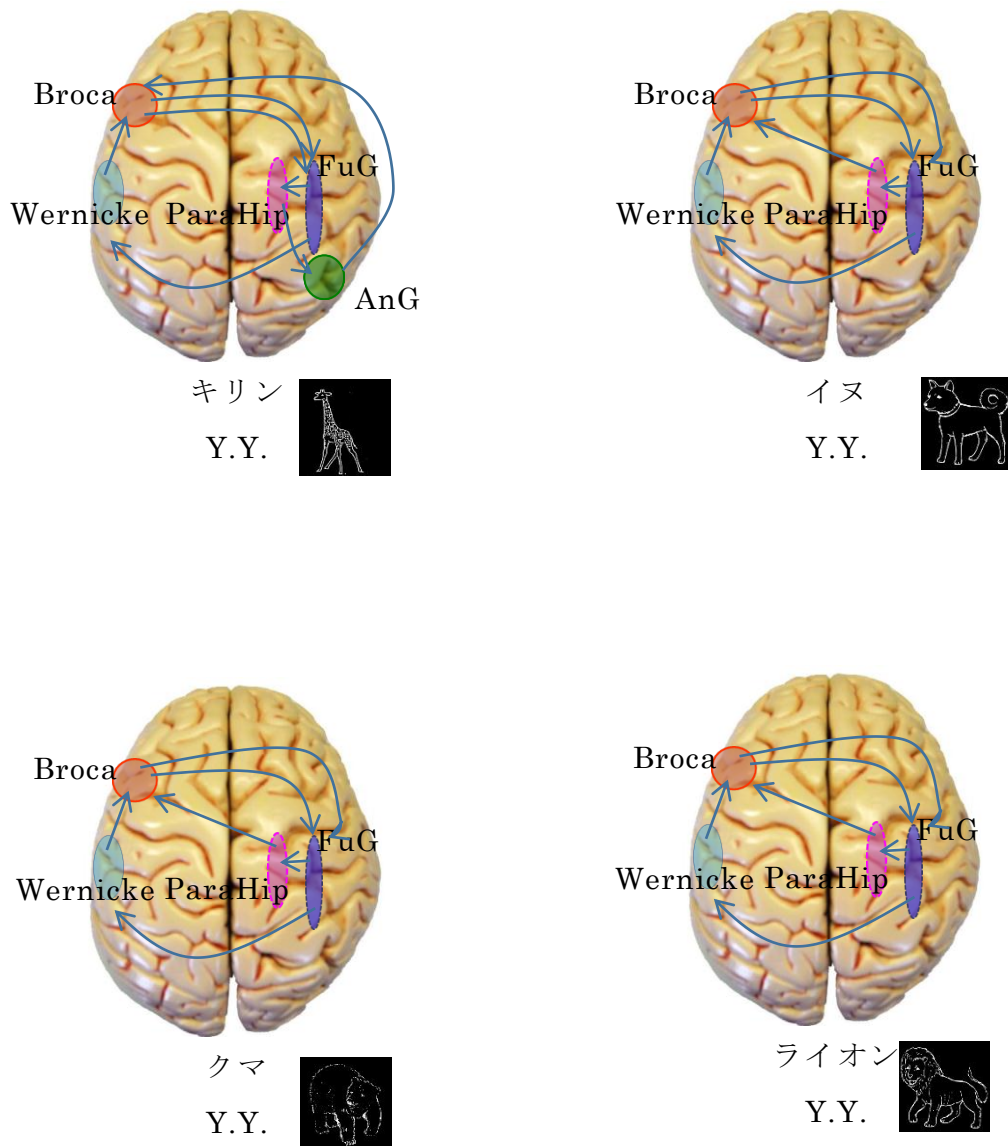 Broca
FuG
Wernicke ParaHip
AnG
キリン
Y.Y.
Broca
FuG
Wernicke ParaHip
イヌ
Y.Y.
Broca
FuG
Wernicke ParaHip
クマ
Y.Y.
Broca
FuG
Wernicke ParaHip
ライオン
Y.Y.